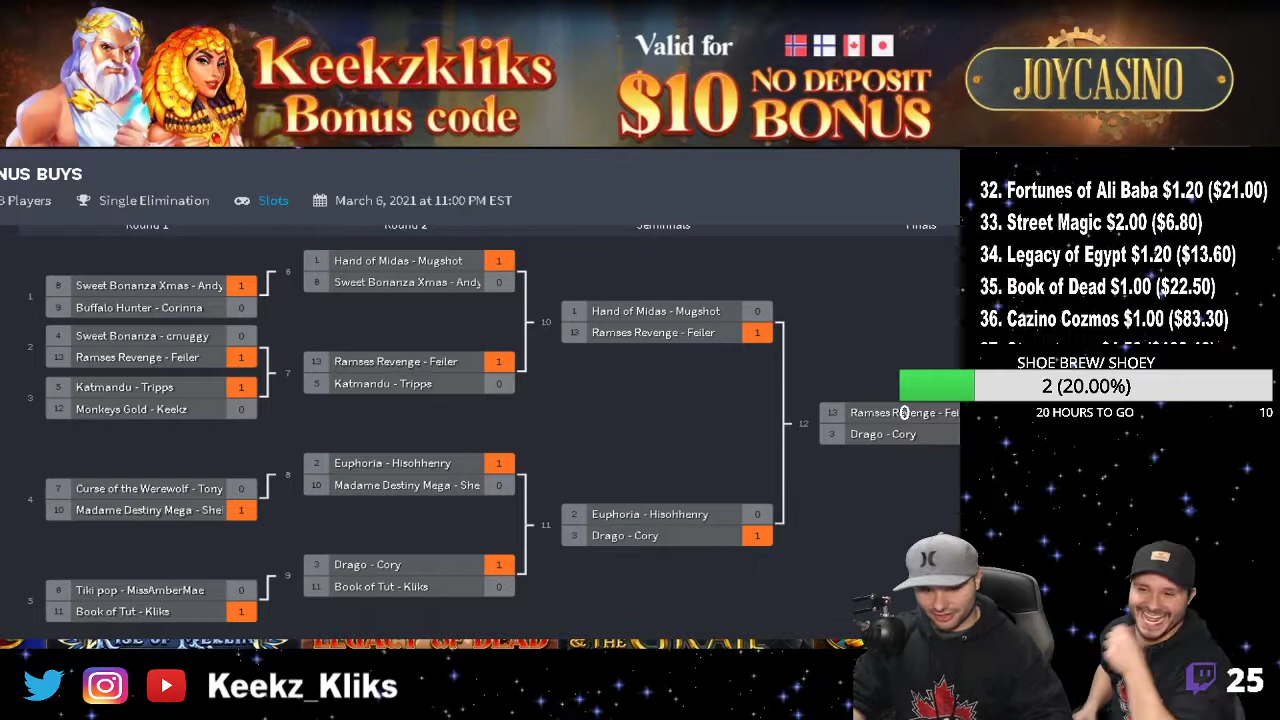 Keekzkliks
Bonus code
Valid for
$10 NO DEPOSIT
BONUS
JOYCASINO
NUS BUYS
Players
Single Elimination
Slots
March 6, 2021 at 11:00 PM EST
Round 1
Round 2
Semifinals
Finals
1
8 Sweet Bonanza Xmas - Andy 1
9 Buffalo Hunter - Corinna 0
2
4 Sweet Bonanza - cmuggy 0
13 Ramses Revenge - Feiler 1
3
5 Katmandu - Tripps 1
12 Monkeys Gold - Keekz 0
4
7 Curse of the Werewolf - Tony 0
10 Madame Destiny Mega - She 1
5
6 Tiki pop - MissAmberMae 0
11 Book of Tut - Kliks 1
6
1 Hand of Midas - Mugshot 1
8 Sweet Bonanza Xmas - Andy 0
7
13 Ramses Revenge - Feiler 1
5 Katmandu - Tripps 0
8
2 Euphoria - Hisohhenry 1
10 Madame Destiny Mega - She 0
9
3 Drago - Cory 1
11 Book of Tut - Kliks 0
10
1 Hand of Midas - Mugshot 0
13 Ramses Revenge - Feiler 1
11
2 Euphoria - Hisohhenry 0
3 Drago - Cory 1
12
13 Ramses Revenge - Fei
3 Drago - Cory
32. Fortunes of Ali Baba $1.20 ($21.00)
33. Street Magic $2.00 ($6.80)
34. Legacy of Egypt $1.20 ($13.60)
35. Book of Dead $1.00 ($22.50)
36. Cazino Cozmos $1.00 ($83.30)
SHOE BREW/ SHOEY
2 (20.00%)
0
20 HOURS TO GO
10
LEGACY OF DEAD
Keekz_Kliks
25